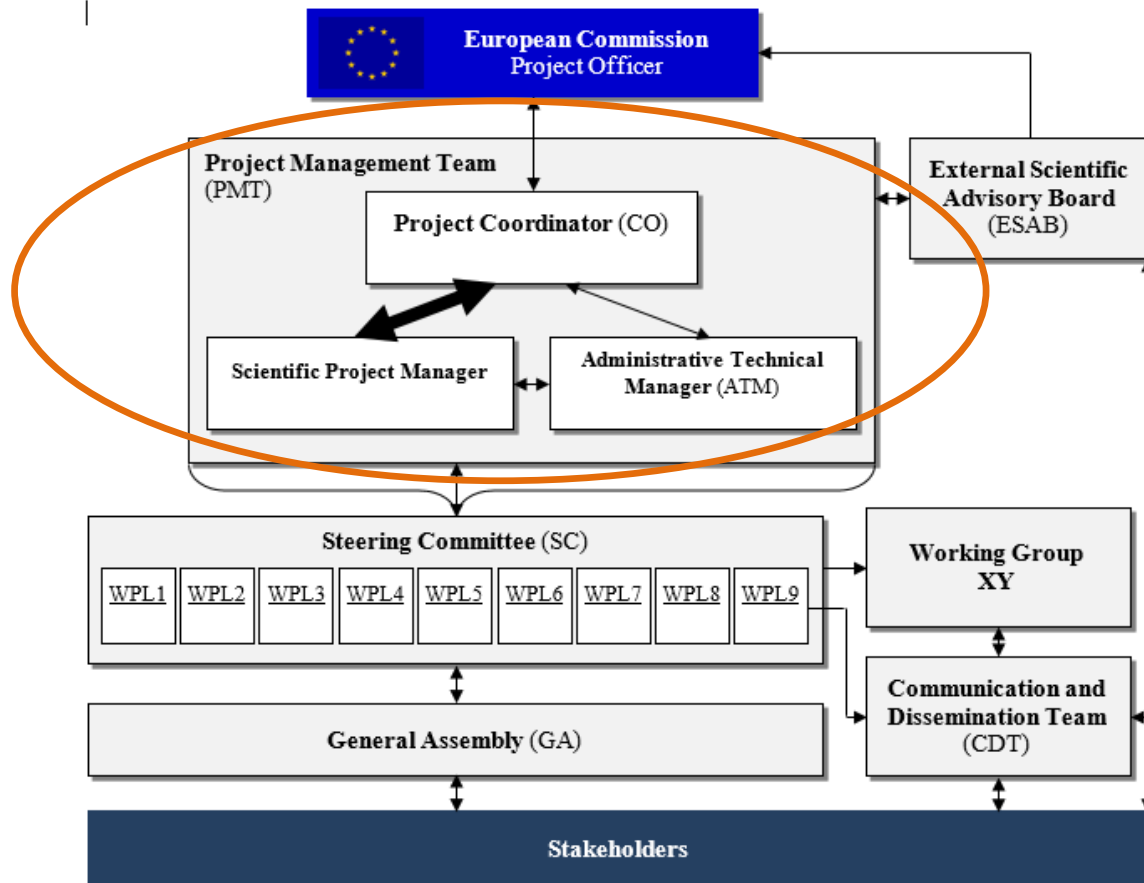 European Commission
Project Officer
Project Management Team
(PMT)
Project Coordinator (CO)
External Scientific
Advisory Board
(ESAB)
Scientific Project Manager
Administrative Technical
Manager (ATM)
Steering Committee (SC)
WPL1
WPL2
WPL3
WPL4
WPL5
WPL6
WPL7
WPL8
WPL9
Working Group
XY
Communication and
Dissemination Team
(CDT)
General Assembly (GA)
Stakeholders